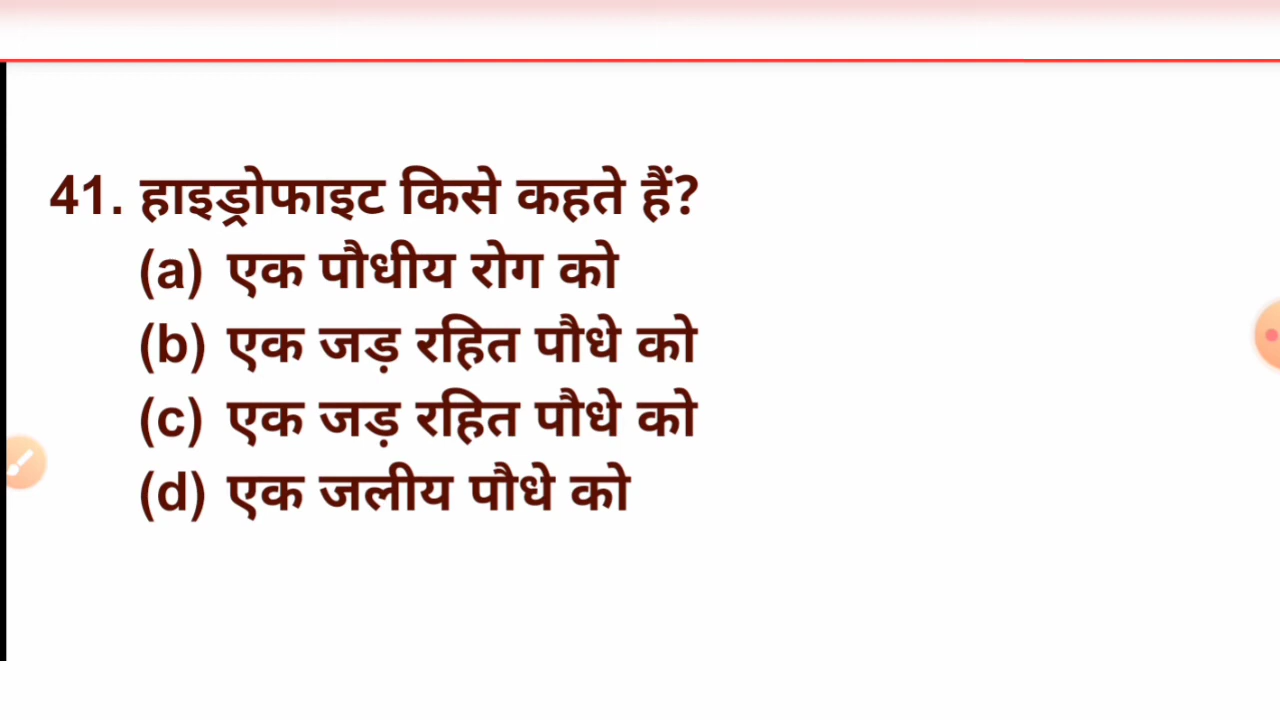 41. हाइड्रोफाइट किसे कहते हैं?
(a) एक पौधीय रोग को
(b) एक जड़ रहित पौधे को
(c) एक जड़ रहित पौधे को
(d) एक जलीय पौधे को